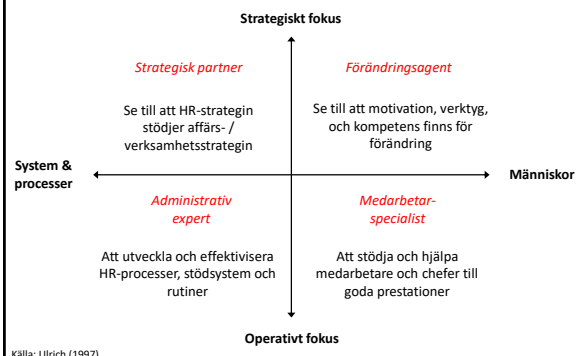 Strategiskt fokus
Strategisk partner
Se till att HR-strategin
stödjer affärs- /
verksamhetsstrategin
Förändringsagent
Se till att motivation, verktyg,
och kompetens finns för
förändring
System &
processer
Människor
Administrativ
expert
Att utveckla och effektivisera
HR-processer, stödsystem och
rutiner
Medarbetar-
specialist
Att stödja och hjälpa
medarbetare och chefer till
goda prestationer
Operativt fokus
Källa: Ulrich (1997)